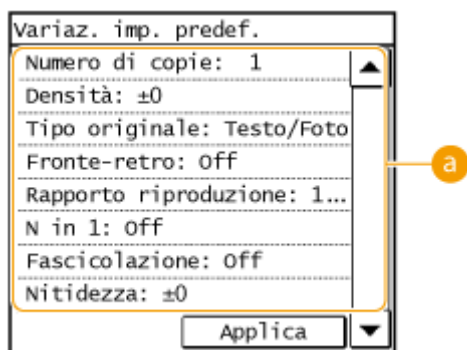 Variaz. imp. predef.
Numero di copie: 1
Densità: ±0
Tipo originale: Testo/Foto
Fronte-retro: Off
Rapporto riproduzione: 1...
N in 1: Off
Fascicolazione: Off
Nitidezza: ±0
Applica
a